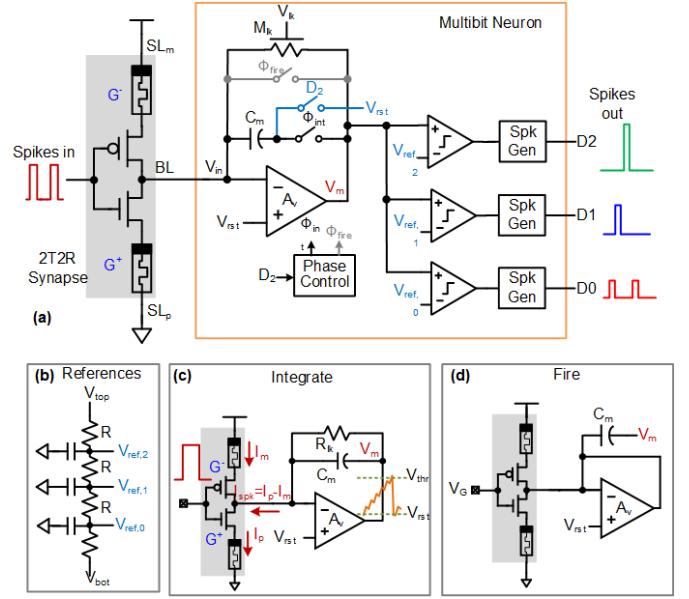 V_lk
M_lk
Multibit Neuron
SL_m
Φ_fire
G⁻
D_2
V_rst
Φ_int
C_m
Spikes out
Spk Gen
D2
V_ref,
2
Spikes in
BL
V_in
V_m
A_v
V_rst
Spk Gen
D1
V_ref,
1
Φ_in
t
Φ_fire
2T2R
Synapse
G⁺
D_2
Phase
Control
Spk Gen
D0
V_ref,
0
(a)
SL_p
(b) References
V_top
R
V_ref,2
R
V_ref,1
R
V_ref,0
V_bot
(c) Integrate
I_m
G⁻
R_lk
V_m
C_m
V_thr
I_spk=I_p-I_m
A_v
G⁺
I_p
V_rst
V_rst
(d) Fire
C_m
V_m
V_G
A_v
V_rst